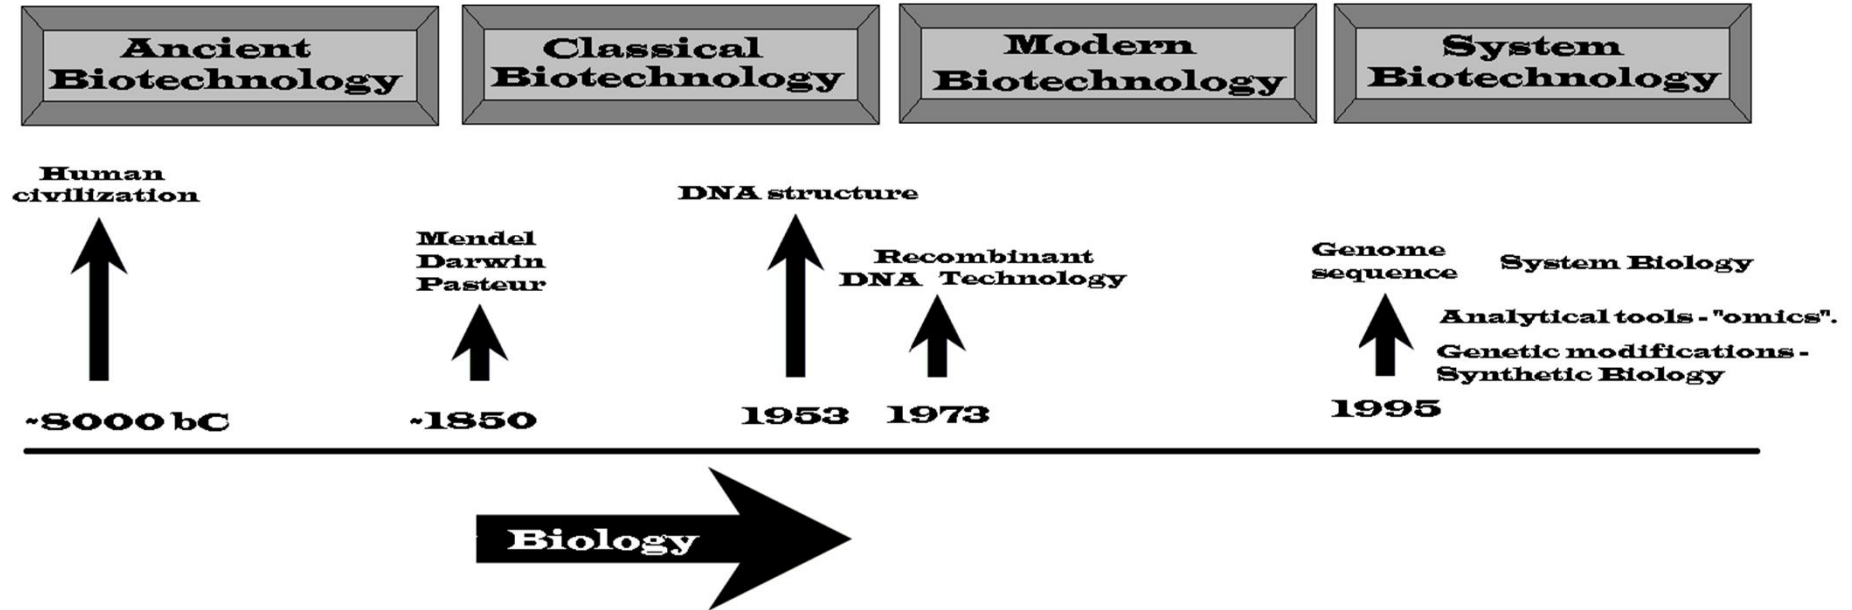 Ancient
Biotechnology
Classical
Biotechnology
Modern
Biotechnology
System
Biotechnology
Human
civilization
Mendel
Darwin
Pasteur
DNA structure
Recombinant
DNA Technology
Genome
sequence
System Biology
Analytical tools - "omics".
Genetic modifications -
Synthetic Biology
~8000 bC
~1850
1953
1973
1995
Biology